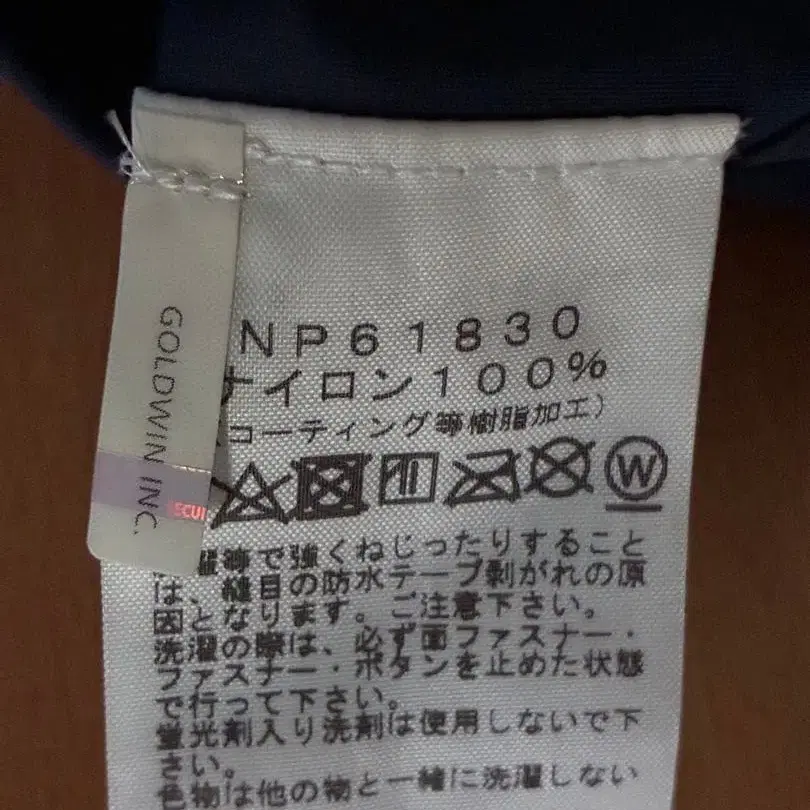 GOLDWIN INC.
ECUI
NP61830
ナイロン100%
コーティング等樹脂加工)
W
濯等で強くねじったりすること
は、縫目の防水テープ剥がれの原
因となります。ご注意下さい。
洗濯の際は、必ず面ファスナー・
ファスナー・ボタンを止めた状態
で行って下さい。
蛍光剤入り洗剤は使用しないで下
さい。
色物は他の物と一緒に洗濯しない